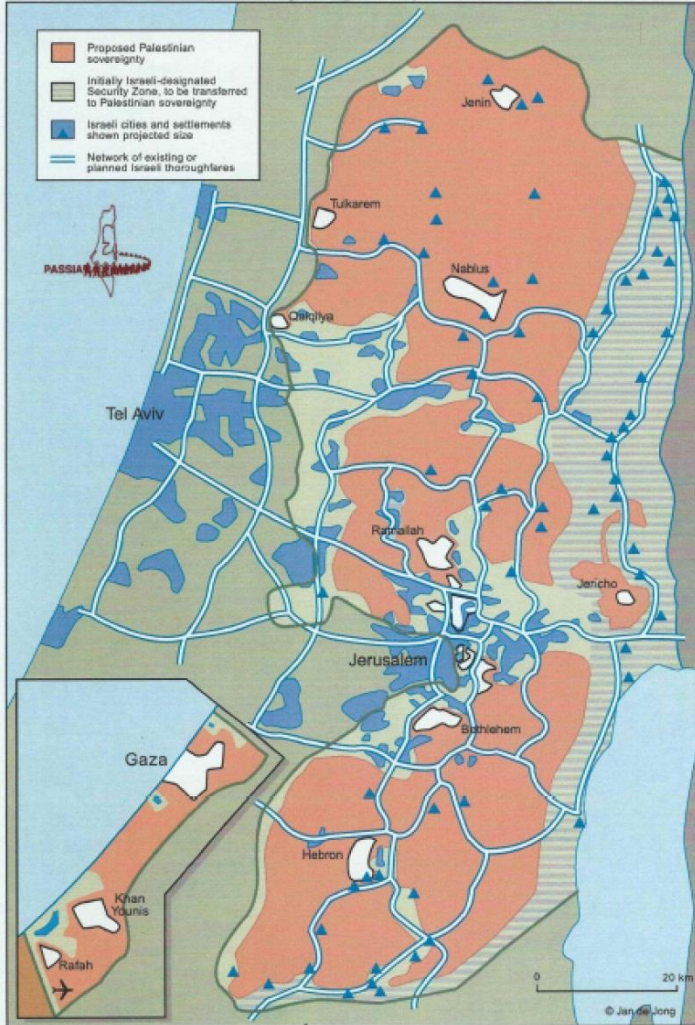 Proposed Palestinian
sovereignty
Initially Israeli-designated
Security Zone, to be transferred
to Palestinian sovereignty
Israeli cities and settlements
shown projected size
Network of existing or
planned Israeli thoroughfares
PASSIA
Jenin
Tulkarem
Nablus
Qalqilya
Tel Aviv
Ramallah
Jericho
Jerusalem
Bethlehem
Gaza
Hebron
Khan
Younis
Rafah
0 20 km
© Jan de Jong